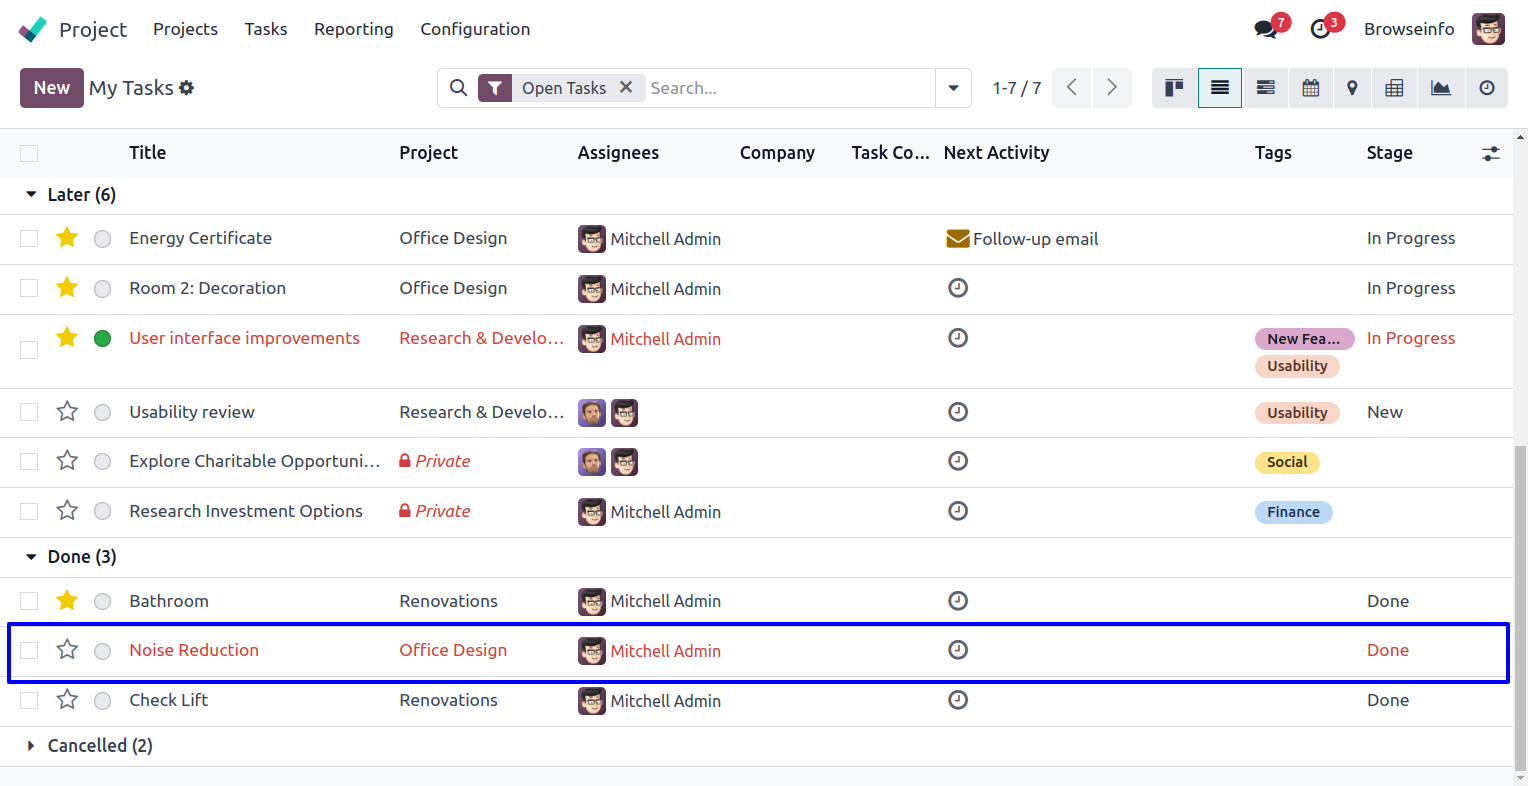 Project Projects Tasks Reporting Configuration 7 3 Browseinfo
New My Tasks Open Tasks Search... 1-7 / 7
Title Project Assignees Company Task Co... Next Activity Tags Stage
Later (6)
Energy Certificate Office Design Mitchell Admin Follow-up email In Progress
Room 2: Decoration Office Design Mitchell Admin In Progress
User interface improvements Research & Develo... Mitchell Admin New Fea... In Progress
Usability
Usability review Research & Develo... Usability New
Explore Charitable Opportuni... Private Social
Research Investment Options Private Mitchell Admin Finance
Done (3)
Bathroom Renovations Mitchell Admin Done
Noise Reduction Office Design Mitchell Admin Done
Check Lift Renovations Mitchell Admin Done
Cancelled (2)